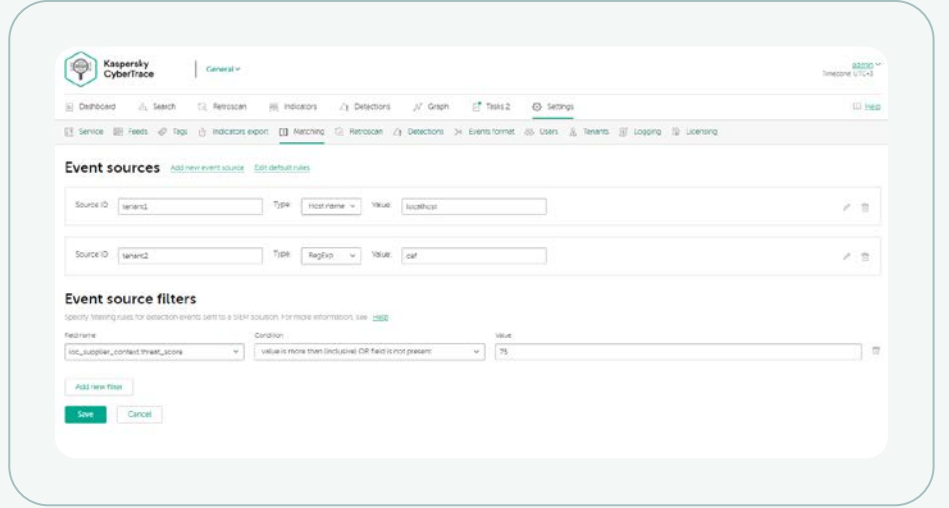 Kaspersky
CyberTrace
General
admin
Timezone: UTC+3
Dashboard Search Retroscan Indicators Detections Graph Tasks 2 Settings Help
Service Feeds Tags Indicators export Matching Retroscan Detections Events format Users Tenants Logging Licensing
Event sources Add new event source Edit default rules
Source ID: tenant1 Type: Host name Value: localhost
Source ID: tenant2 Type: RegExp Value: cef
Event source filters
Specify filtering rules for detection events sent to a SIEM solution. For more information, see Help
Field name Condition Value
ioc_supplier_context.threat_score value is more than (inclusive) OR field is not present 75
Add new filter
Save Cancel